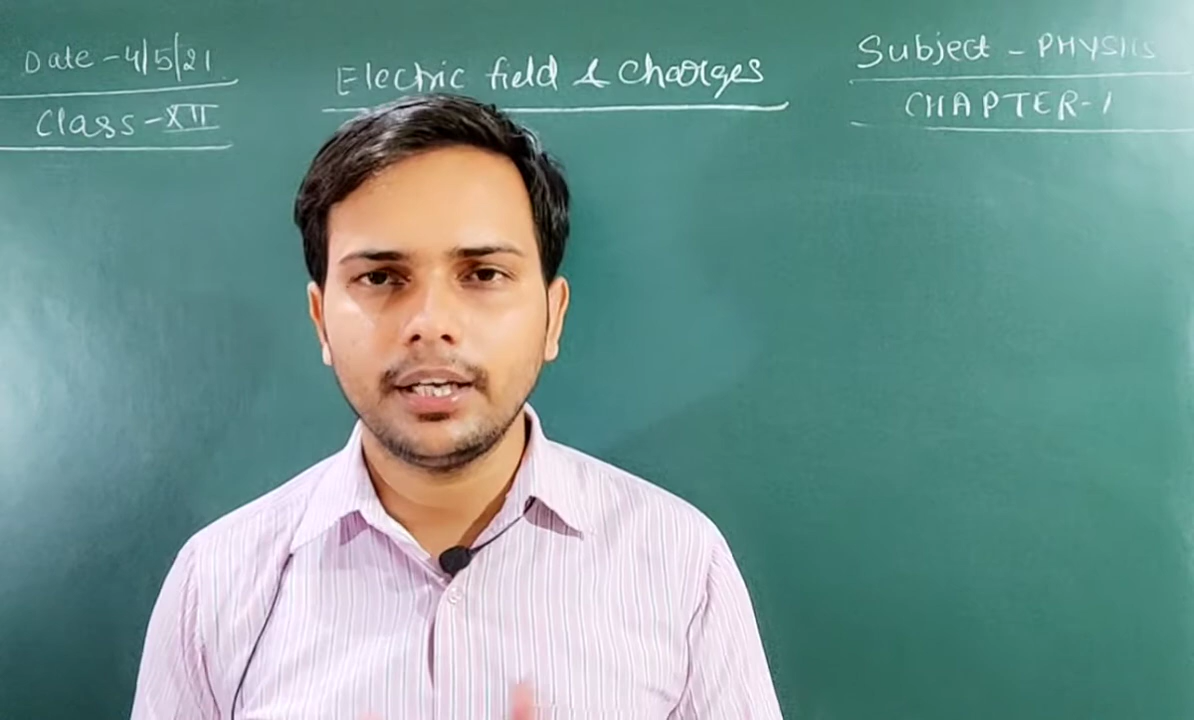 Date - 4/5/21
Class - XII
Electric field & Charges
Subject - PHYSICS
CHAPTER - 1